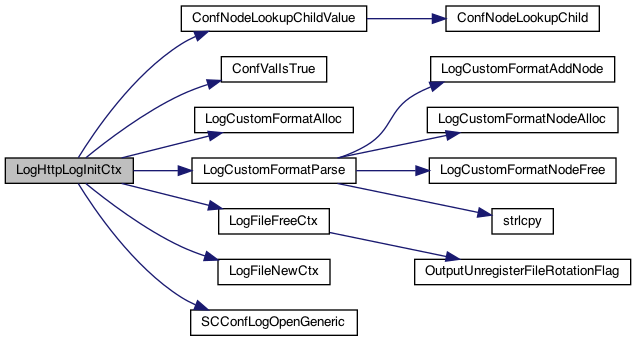 ConfNodeLookupChildValue
ConfNodeLookupChild
ConfValIsTrue
LogCustomFormatAddNode
LogCustomFormatAlloc
LogCustomFormatNodeAlloc
LogHttpLogInitCtx
LogCustomFormatParse
LogCustomFormatNodeFree
LogFileFreeCtx
strlcpy
LogFileNewCtx
OutputUnregisterFileRotationFlag
SCConfLogOpenGeneric